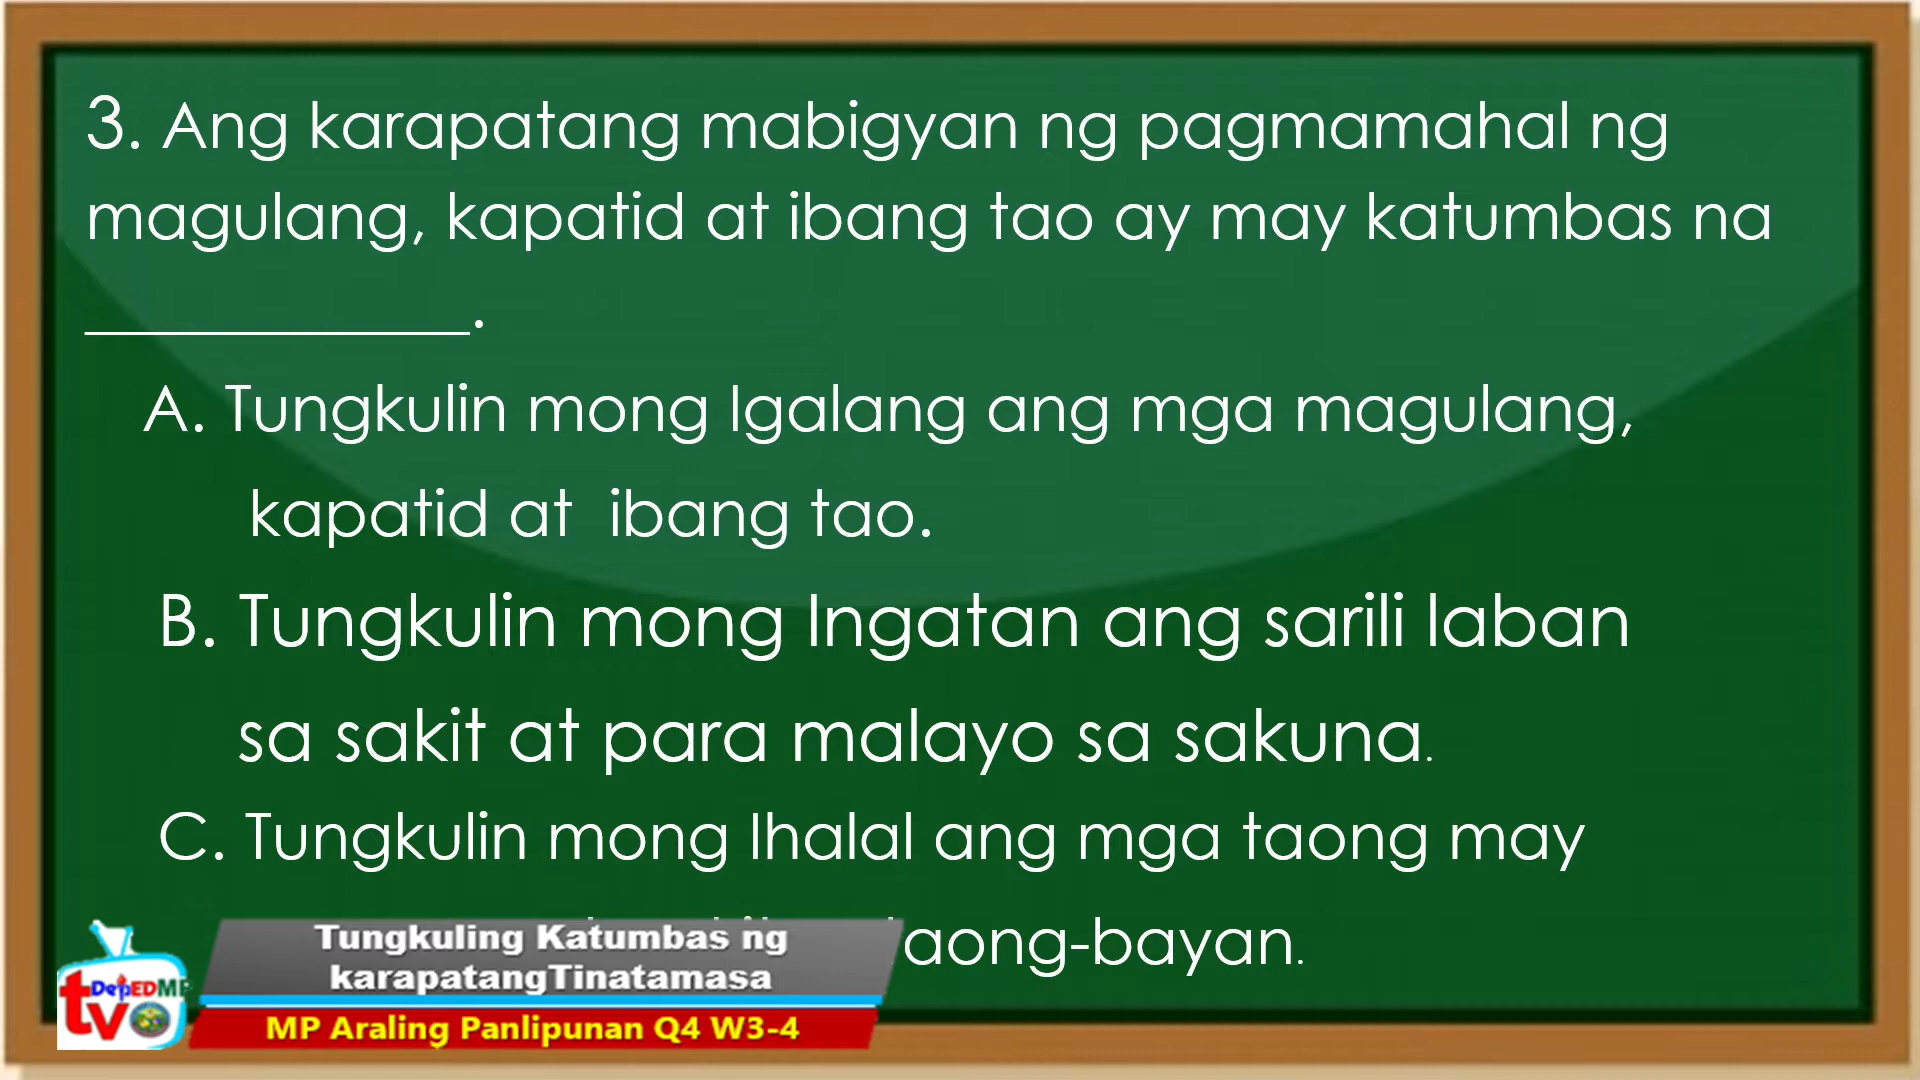 3. Ang karapatang mabigyan ng pagmamahal ng
magulang, kapatid at ibang tao ay may katumbas na
____________.
A. Tungkulin mong Igalang ang mga magulang,
kapatid at ibang tao.
B. Tungkulin mong Ingatan ang sarili laban
sa sakit at para malayo sa sakuna.
C. Tungkulin mong Ihalal ang mga taong may
aong-bayan.
Tungkuling Katumbas ng
karapatangTinatamasa
DepEDMP
tv
MP Araling Panlipunan Q4 W3-4